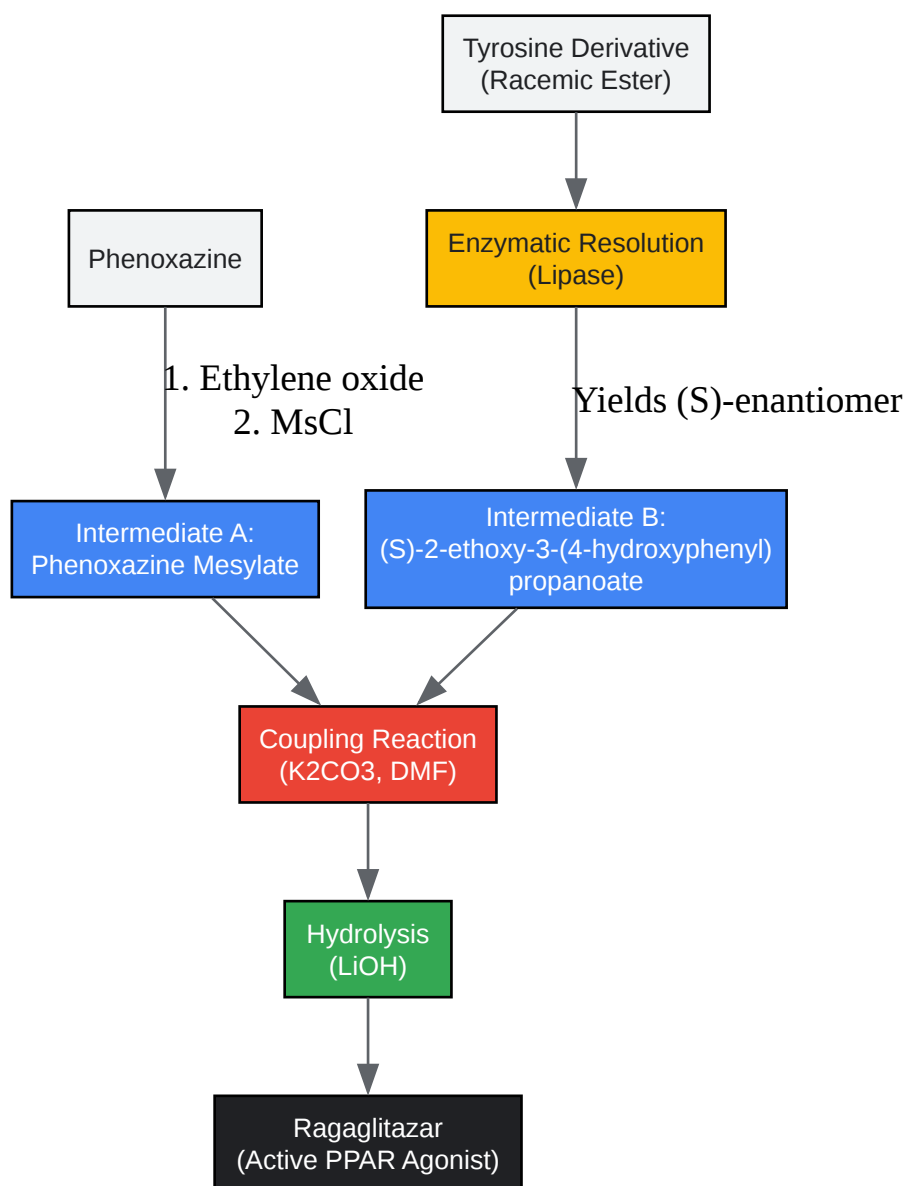 Tyrosine Derivative
(Racemic Ester)
Phenoxazine
Enzymatic Resolution
(Lipase)
1. Ethylene oxide
2. MsCl
Yields (S)-enantiomer
Intermediate A:
Phenoxazine Mesylate
Intermediate B:
(S)-2-ethoxy-3-(4-hydroxyphenyl)
propanoate
Coupling Reaction
(K2CO3, DMF)
Hydrolysis
(LiOH)
Ragaglitazar
(Active PPAR Agonist)